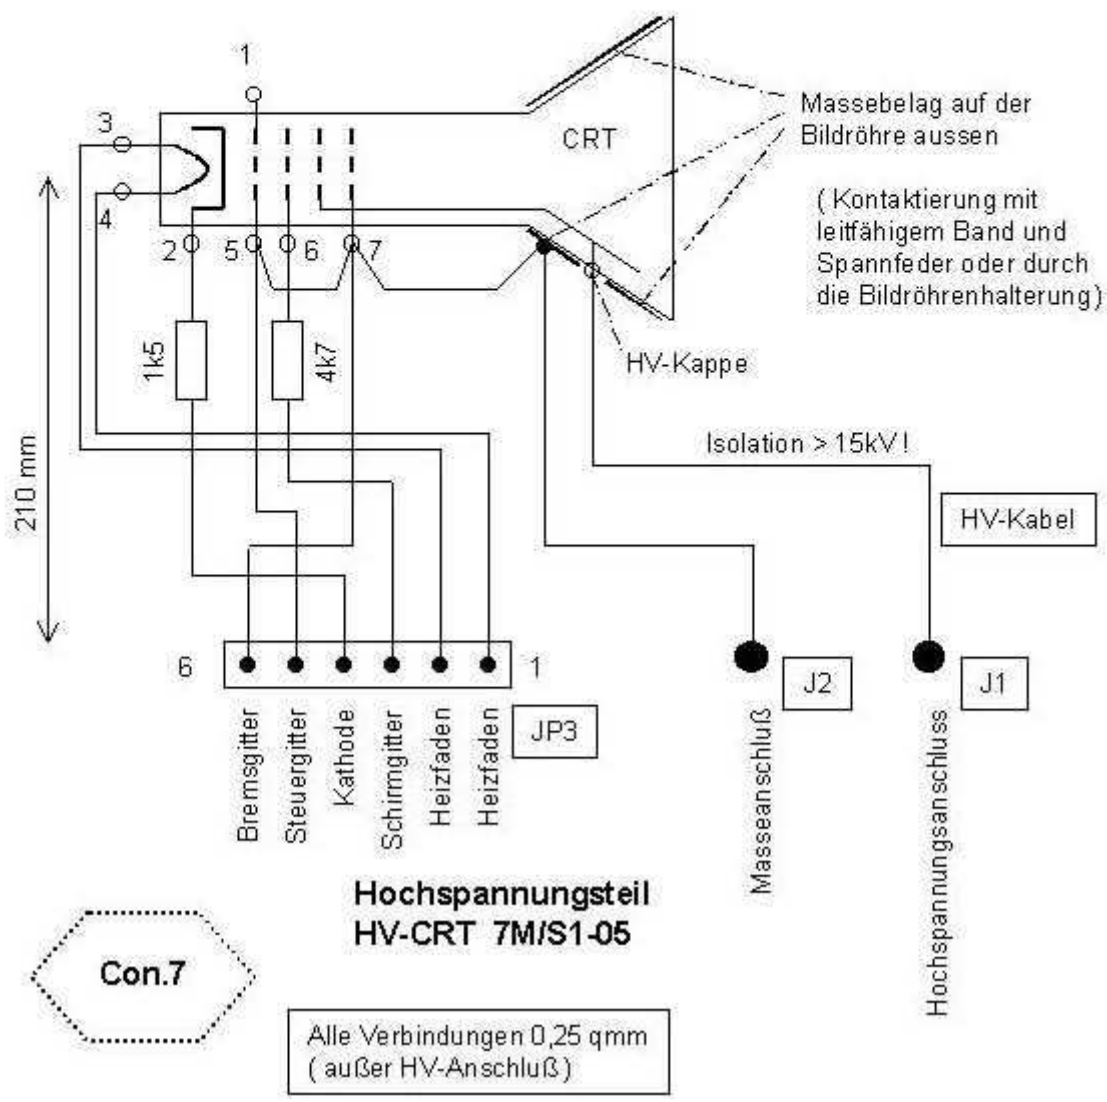 1
3
4
2
5
6
7
CRT
Massebelag auf der
Bildröhre aussen
( Kontaktierung mit
leitfähigem Band und
Spannfeder oder durch
die Bildröhrenhalterung)
1k5
4k7
HV-Kappe
Isolation > 15kV !
HV-Kabel
210 mm
6
1
J2
J1
JP3
Bremsgitter
Steuergitter
Kathode
Schirmgitter
Heizfaden
Heizfaden
Masseanschluß
Hochspannungsanschluss
Hochspannungsteil
HV-CRT 7M/S1-05
Con.7
Alle Verbindungen 0,25 qmm
( außer HV-Anschluß )